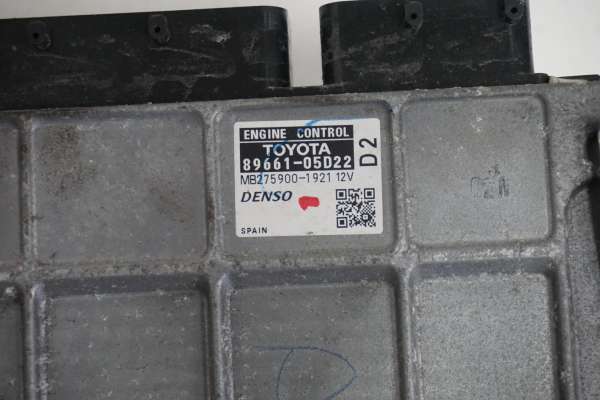 ENGINE CONTROL
TOYOTA
89661-05D22
D2
MB275900-1921 12V
DENSO
SPAIN